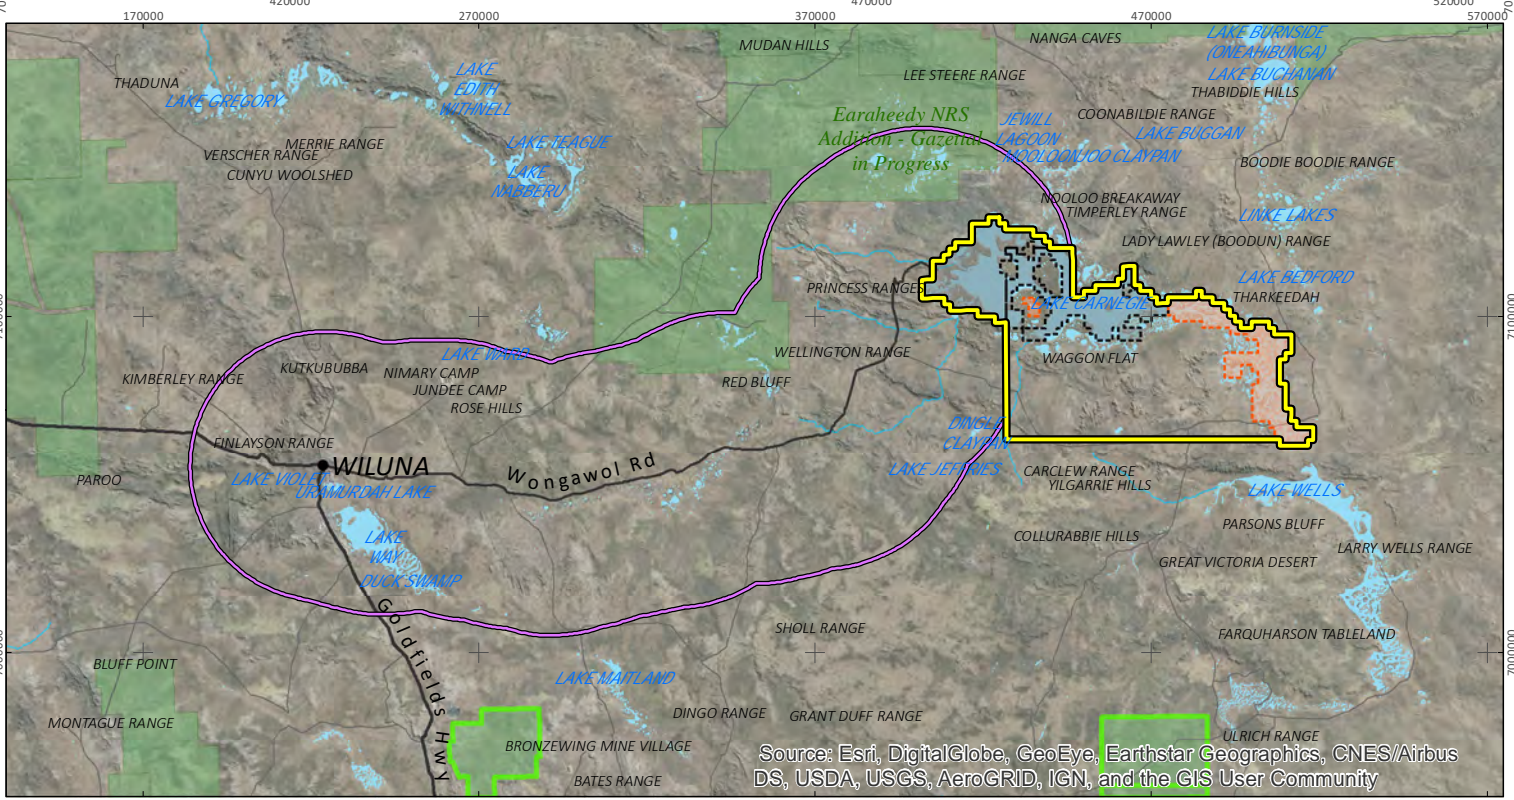 70
420000
520000
70
170000
270000
370000
470000
470000
570000
NANGA CAVES
LAKE BURNSIDE
(ONEAHIBUNGA)
MUDAN HILLS
LEE STEERE RANGE
LAKE BUCHANAN
THADUNA
LAKE
EDITH
WITHNELL
THABIDDIE HILLS
LAKE GREGORY
Earaheedy NRS
Addition - Gazettal
in Progress
JEWILL
LAGOON
COONABILDIE RANGE
LAKE BUGGAN
MERRIE RANGE
LAKE TEAGUE
VERSCHER RANGE
MOOLOONJOO CLAYPAN
BOODIE BOODIE RANGE
CUNYU WOOLSHED
LAKE
NABBERU
NOOLOO BREAKAWAY
TIMPERLEY RANGE
LINKE LAKES
LADY LAWLEY (BOODUN) RANGE
PRINCESS RANGES
LAKE BEDFORD
THARKEEDAH
LAKE CARNEGIE
7100000
7100000
LAKE WARD
WELLINGTON RANGE
WAGGON FLAT
KUTKUBUBBA
NIMARY CAMP
KIMBERLEY RANGE
RED BLUFF
JUNDEE CAMP
ROSE HILLS
DINGLE
CLAYPAN
FINLAYSON RANGE
WILUNA
Wongawol Rd
LAKE JEFFRIES
CARCLEW RANGE
PAROO
LAKE VIOLET
YILGARRIE HILLS
URAMURDAH LAKE
LAKE WELLS
LAKE
WAY
PARSONS BLUFF
COLLURABBIE HILLS
LARRY WELLS RANGE
GREAT VICTORIA DESERT
DUCK SWAMP
Goldfields Hwy
SHOLL RANGE
FARQUHARSON TABLELAND
7000000
7000000
BLUFF POINT
LAKE MAITLAND
MONTAGUE RANGE
DINGO RANGE
GRANT DUFF RANGE
ULRICH RANGE
BRONZEWING MINE VILLAGE
BATES RANGE
Source: Esri, DigitalGlobe, GeoEye, Earthstar Geographics, CNES/Airbus
DS, USDA, USGS, AeroGRID, IGN, and the GIS User Community